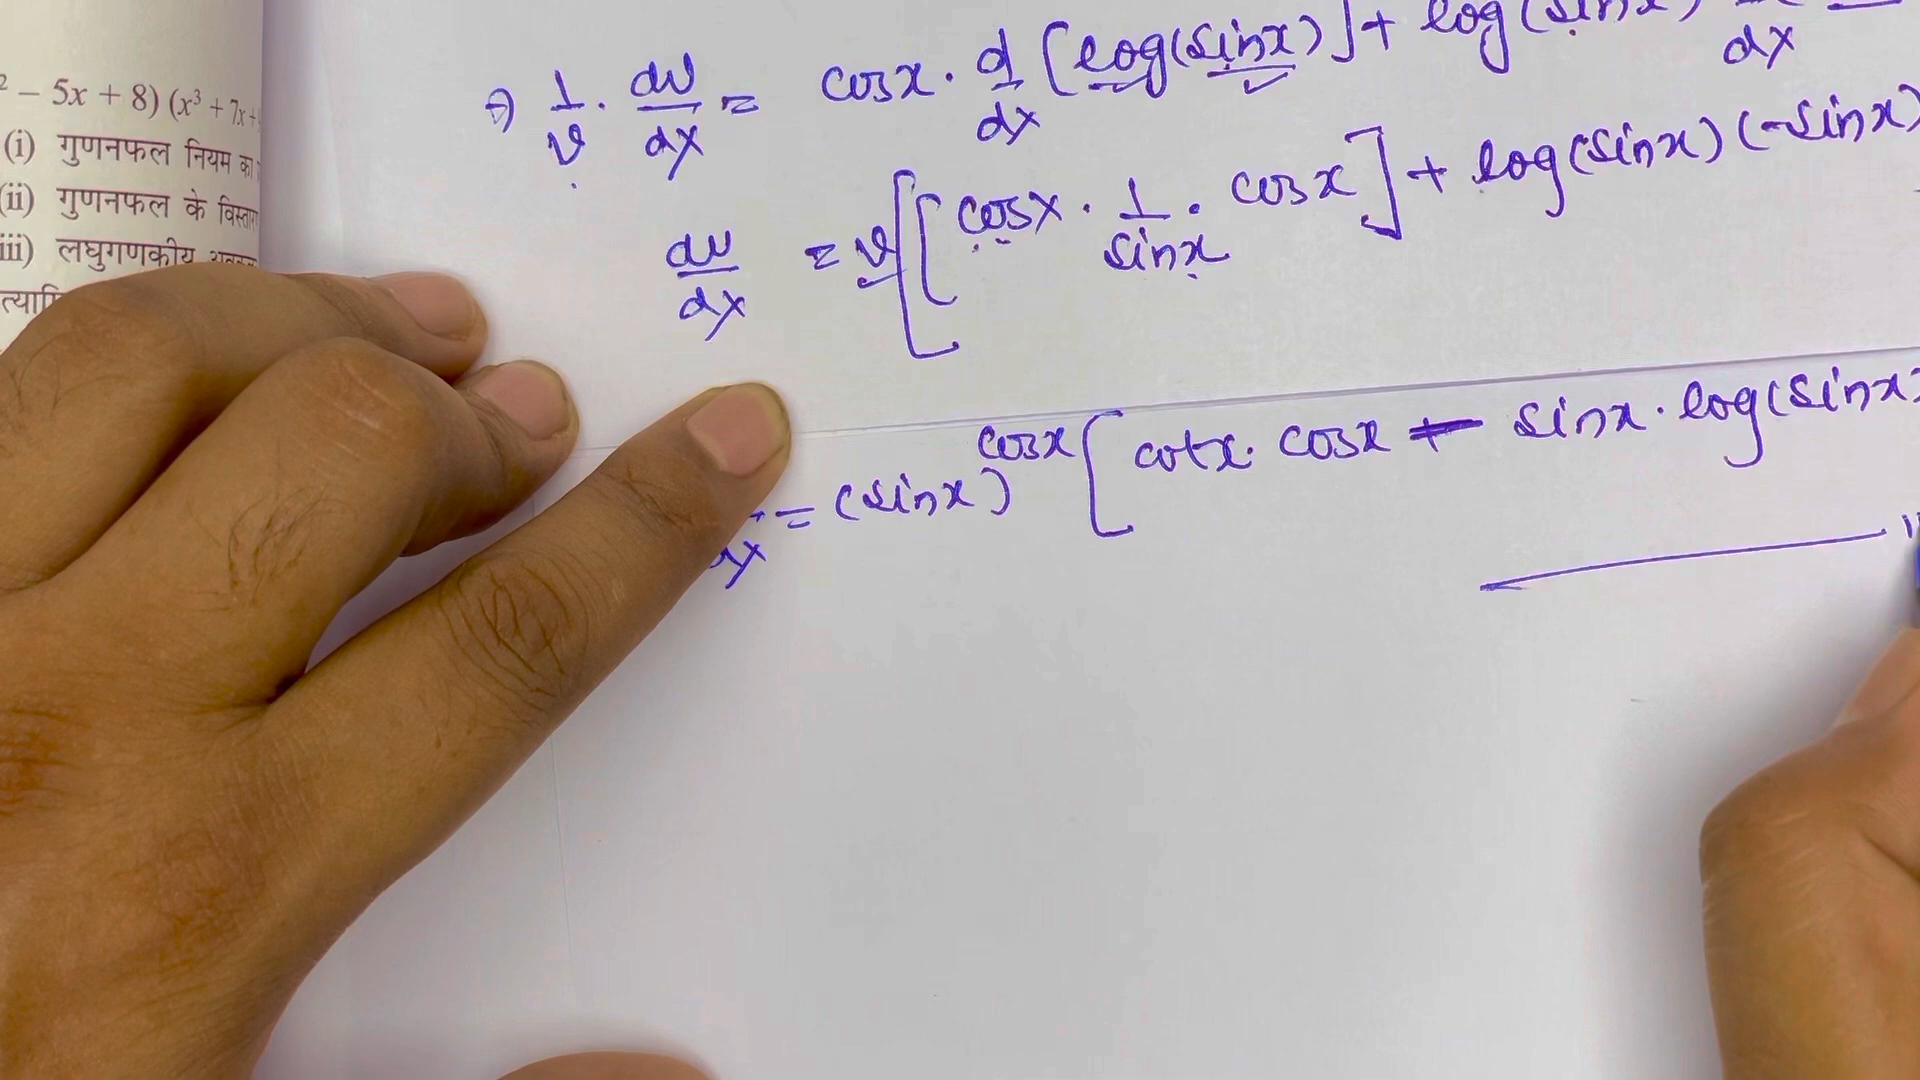 ² – 5x + 8) (x³ + 7x +
(i) गुणनफल नियम का
(ii) गुणनफल के
iii) लघुगणकीय
⇒ 1/v · dv/dx = cosx · d/dx [log(sinx)] + log(sinx) dx
dv/dx = v[[cosx · 1/sinx · cosx] + log(sinx)(-sinx)
= (sinx)^cosx [cotx · cosx - sinx · log(sinx)